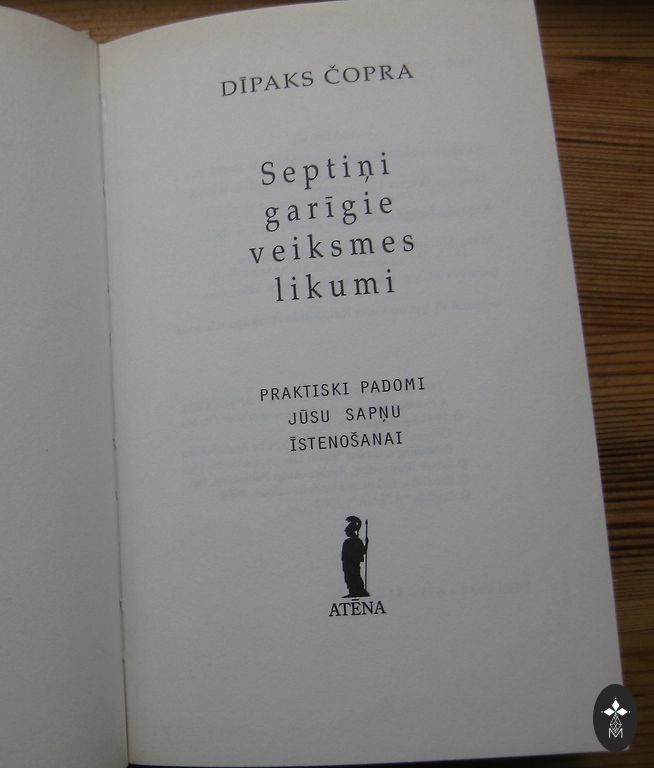 DĪPAKS ČOPRA
Septiņi
garīgie
veiksmes
likumi
PRAKTISKI PADOMI
JŪSU SAPŅU
ĪSTENOŠANAI
ATĒNA